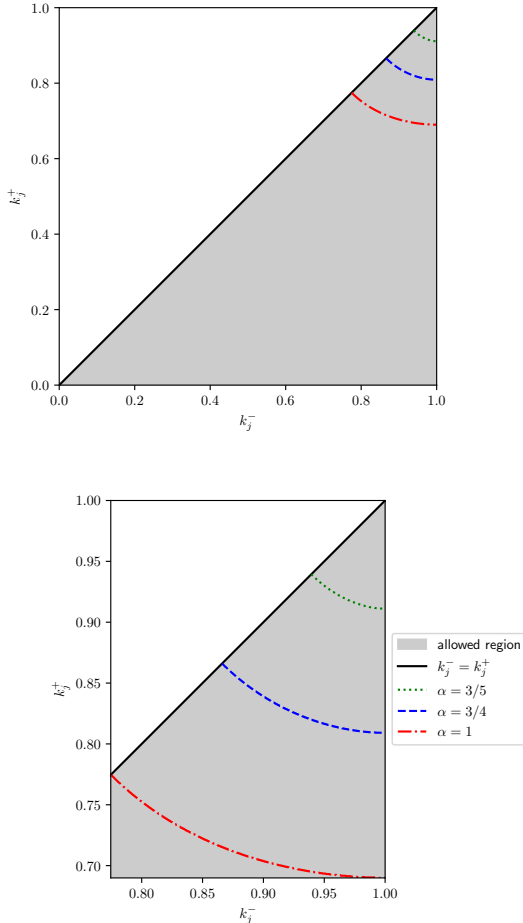 1.0
0.8
0.6
0.4
0.2
0.0
k_j^+
0.0 0.2 0.4 0.6 0.8 1.0
k_j^-
1.00
0.95
0.90
0.85
0.80
0.75
0.70
k_j^+
0.80 0.85 0.90 0.95 1.00
k_j^-
allowed region
k_j^- = k_j^+
α = 3/5
α = 3/4
α = 1